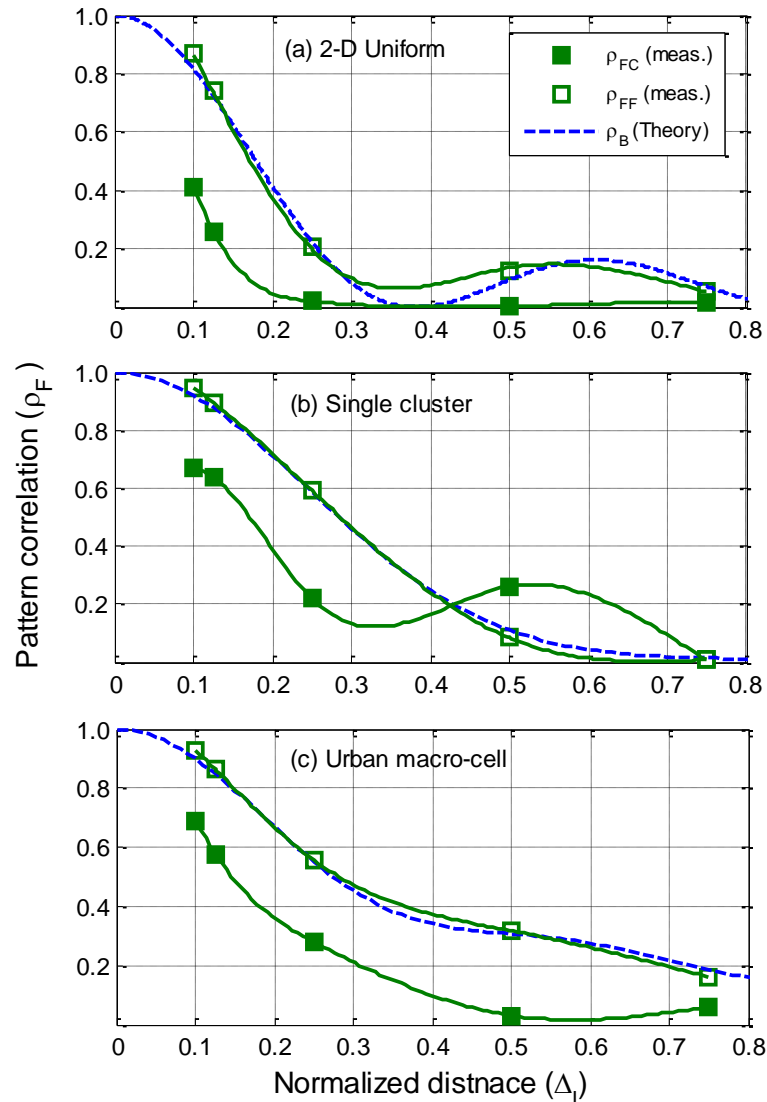 1.0
0.8
0.6
0.4
0.2
0 0.1 0.2 0.3 0.4 0.5 0.6 0.7 0.8
(a) 2-D Uniform
ρFC (meas.)
ρFF (meas.)
ρB (Theory)
Pattern correlation (ρF)
1.0
0.8
0.6
0.4
0.2
0 0.1 0.2 0.3 0.4 0.5 0.6 0.7 0.8
(b) Single cluster
1.0
0.8
0.6
0.4
0.2
0 0.1 0.2 0.3 0.4 0.5 0.6 0.7 0.8
(c) Urban macro-cell
Normalized distnace (Δl)